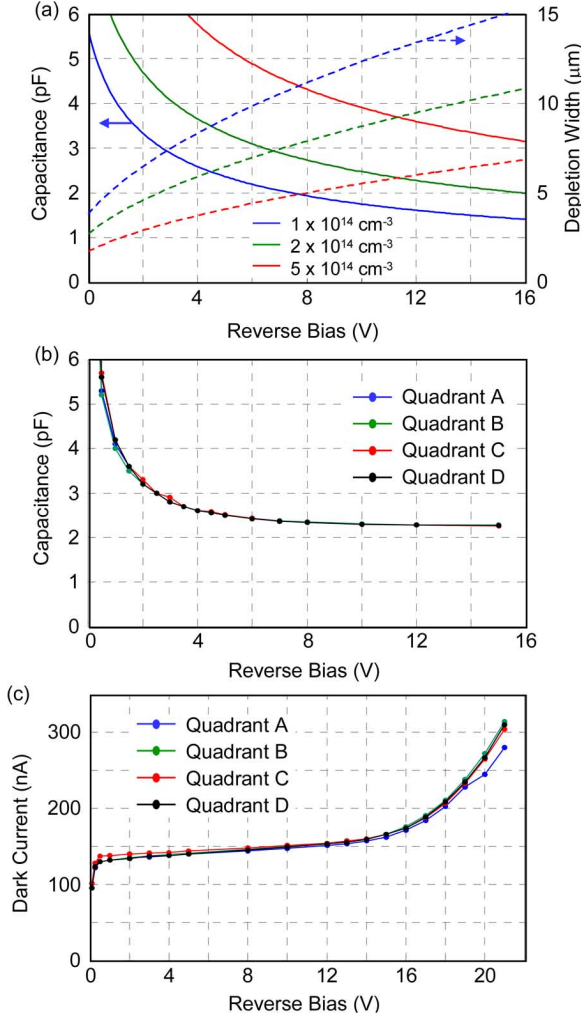 (a)
6
5
4
3
2
1
0
Capacitance (pF)
15
10
5
0
Depletion Width (μm)
1 x 10¹⁴ cm⁻³
2 x 10¹⁴ cm⁻³
5 x 10¹⁴ cm⁻³
0 4 8 12 16
Reverse Bias (V)
(b)
6
5
4
3
2
1
0
Capacitance (pF)
Quadrant A
Quadrant B
Quadrant C
Quadrant D
0 4 8 12 16
Reverse Bias (V)
(c)
300
200
100
0
Dark Current (nA)
Quadrant A
Quadrant B
Quadrant C
Quadrant D
0 4 8 12 16 20
Reverse Bias (V)